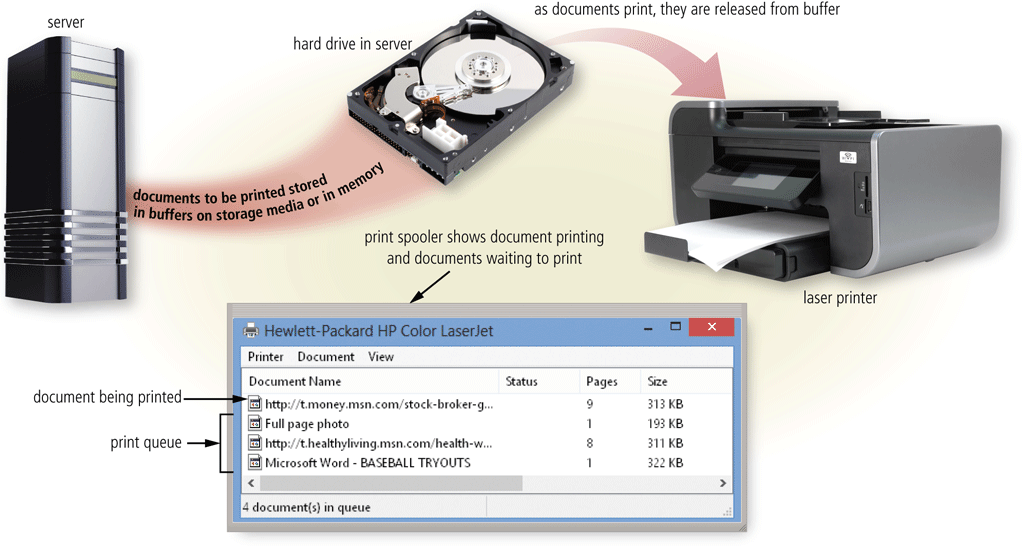 server
hard drive in server
as documents print, they are released from buffer
documents to be printed stored
in buffers on storage media or in memory
print spooler shows document printing
and documents waiting to print
laser printer
Hewlett-Packard HP Color LaserJet
Printer Document View
Document Name Status Pages Size
document being printed
http://t.money.msn.com/stock-broker-g... 9 313 KB
Full page photo 1 193 KB
print queue
http://t.healthyliving.msn.com/health-w... 8 311 KB
Microsoft Word - BASEBALL TRYOUTS 1 322 KB
4 document(s) in queue